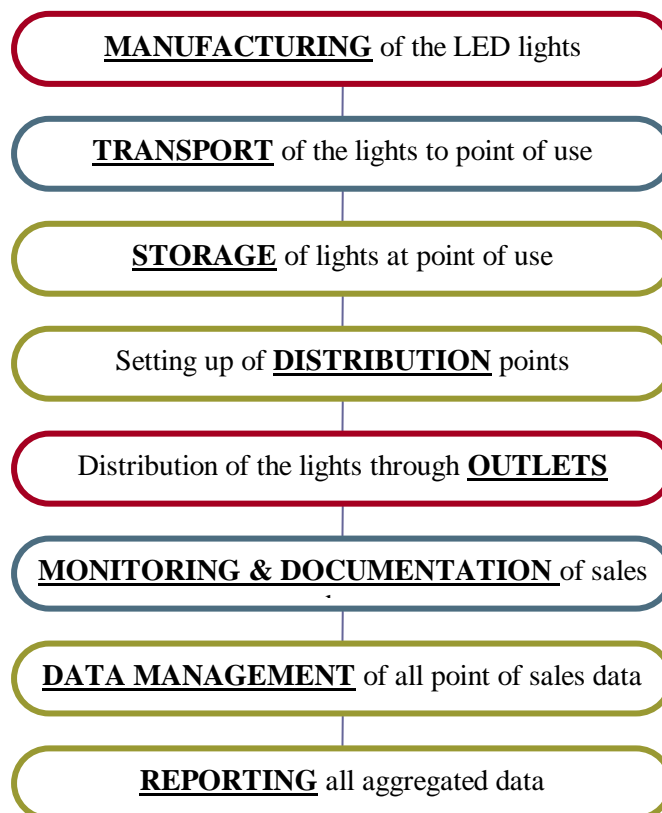 MANUFACTURING of the LED lights
TRANSPORT of the lights to point of use
STORAGE of lights at point of use
Setting up of DISTRIBUTION points
Distribution of the lights through OUTLETS
MONITORING & DOCUMENTATION of sales
DATA MANAGEMENT of all point of sales data
REPORTING all aggregated data